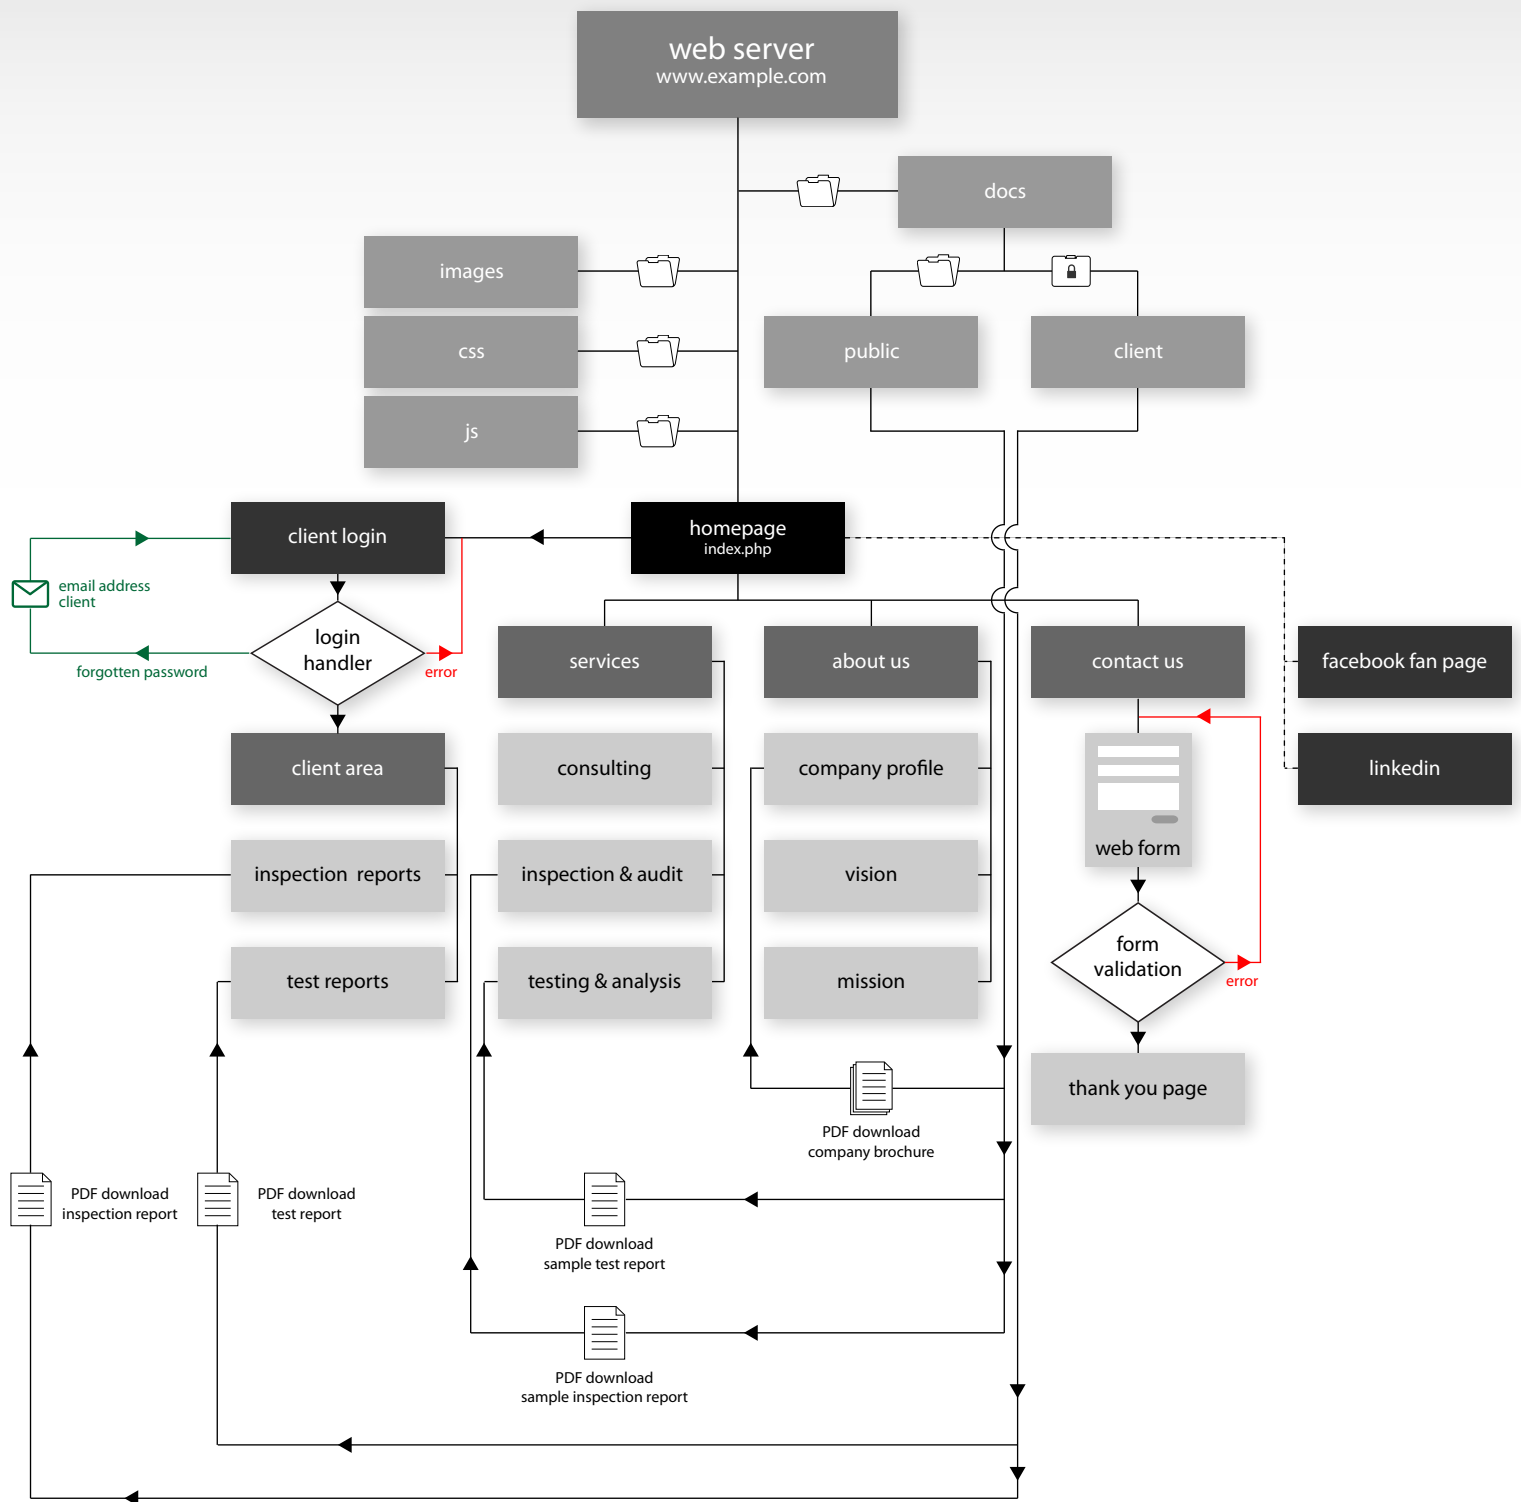 web server
www.example.com
docs
images
css
public
client
js
client login
homepage
index.php
email address
client
login
handler
forgotten password
error
services
about us
contact us
facebook fan page
client area
consulting
company profile
linkedin
web form
inspection  reports
inspection & audit
vision
form
validation
error
test reports
testing & analysis
mission
thank you page
PDF download
company brochure
PDF download
inspection report
PDF download
test report
PDF download
sample test report
PDF download
sample inspection report